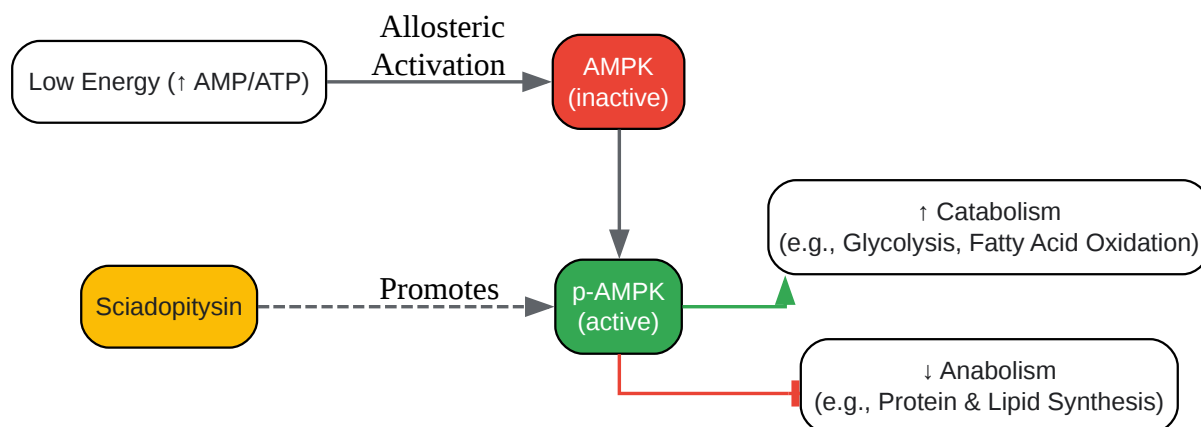 Low Energy (↑ AMP/ATP)
Allosteric
Activation
AMPK
(inactive)
↑ Catabolism
(e.g., Glycolysis, Fatty Acid Oxidation)
Sciadopitysin
Promotes
p-AMPK
(active)
↓ Anabolism
(e.g., Protein & Lipid Synthesis)